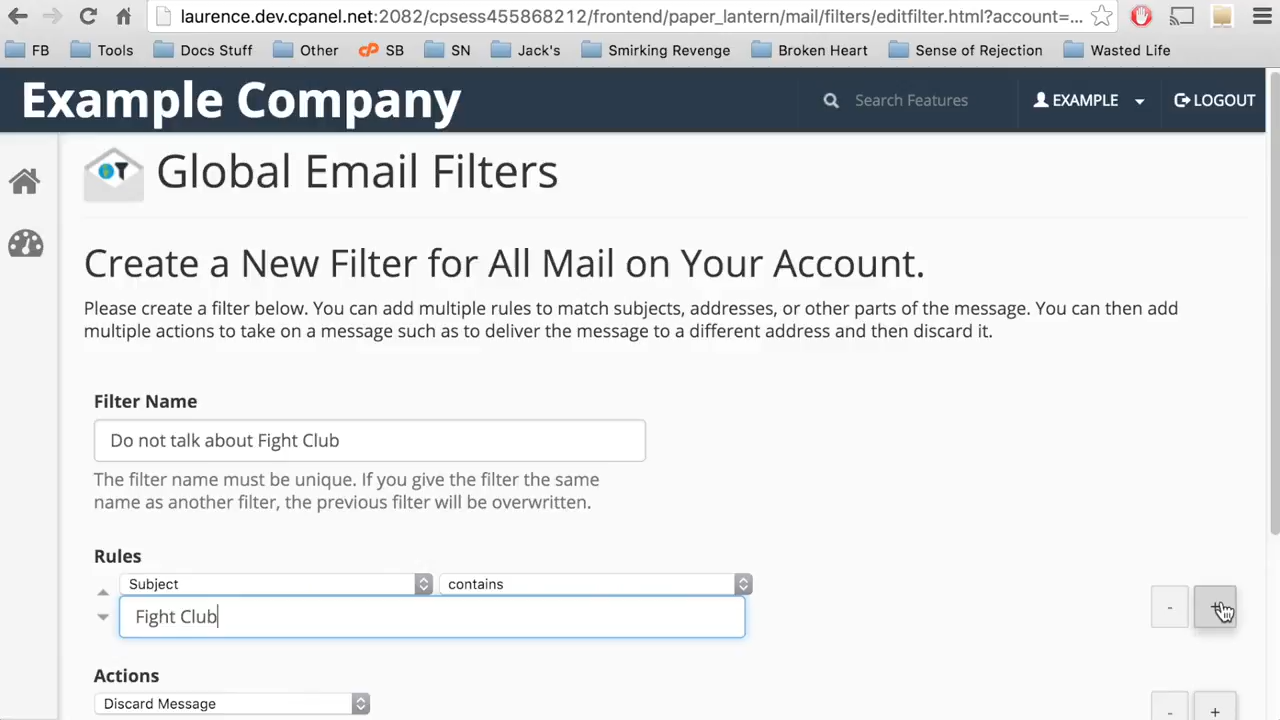 laurence.dev.cpanel.net:2082/cpsess455868212/frontend/paper_lantern/mail/filters/editfilter.html?account=...
FB Tools Docs Stuff Other cP SB SN Jack's Smirking Revenge Broken Heart Sense of Rejection Wasted Life
Example Company Search Features EXAMPLE LOGOUT
Global Email Filters
Create a New Filter for All Mail on Your Account.
Please create a filter below. You can add multiple rules to match subjects, addresses, or other parts of the message. You can then add
multiple actions to take on a message such as to deliver the message to a different address and then discard it.
Filter Name
Do not talk about Fight Club
The filter name must be unique. If you give the filter the same
name as another filter, the previous filter will be overwritten.
Rules
Subject contains
Fight Club - +
Actions
Discard Message - +